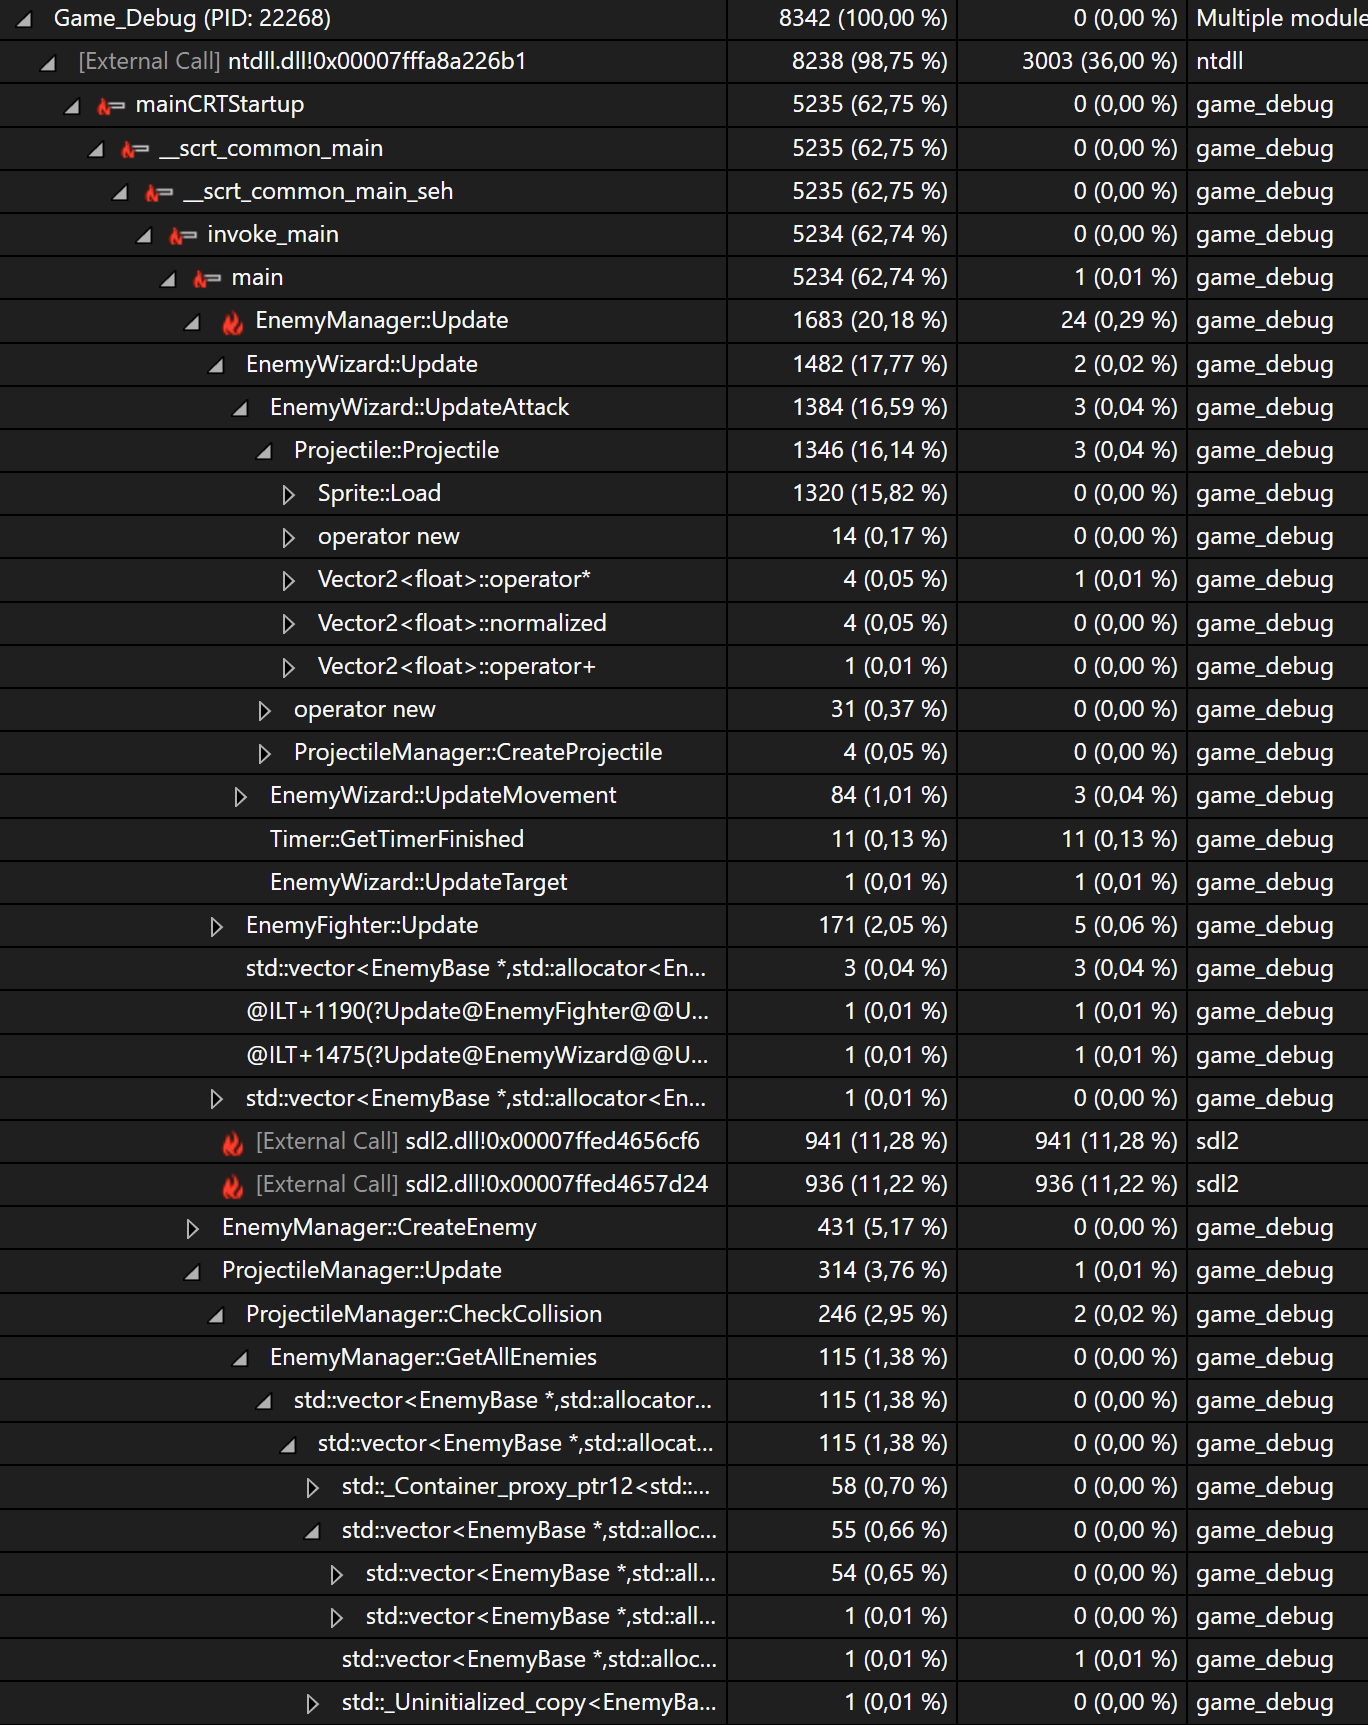 Game_Debug (PID: 22268) 8342 (100,00 %) 0 (0,00 %) Multiple module
[External Call] ntdll.dll!0x00007fffa8a226b1 8238 (98,75 %) 3003 (36,00 %) ntdll
mainCRTStartup 5235 (62,75 %) 0 (0,00 %) game_debug
__scrt_common_main 5235 (62,75 %) 0 (0,00 %) game_debug
__scrt_common_main_seh 5235 (62,75 %) 0 (0,00 %) game_debug
invoke_main 5234 (62,74 %) 0 (0,00 %) game_debug
main 5234 (62,74 %) 1 (0,01 %) game_debug
EnemyManager::Update 1683 (20,18 %) 24 (0,29 %) game_debug
EnemyWizard::Update 1482 (17,77 %) 2 (0,02 %) game_debug
EnemyWizard::UpdateAttack 1384 (16,59 %) 3 (0,04 %) game_debug
Projectile::Projectile 1346 (16,14 %) 3 (0,04 %) game_debug
Sprite::Load 1320 (15,82 %) 0 (0,00 %) game_debug
operator new 14 (0,17 %) 0 (0,00 %) game_debug
Vector2<float>::operator* 4 (0,05 %) 1 (0,01 %) game_debug
Vector2<float>::normalized 4 (0,05 %) 0 (0,00 %) game_debug
Vector2<float>::operator+ 1 (0,01 %) 0 (0,00 %) game_debug
operator new 31 (0,37 %) 0 (0,00 %) game_debug
ProjectileManager::CreateProjectile 4 (0,05 %) 0 (0,00 %) game_debug
EnemyWizard::UpdateMovement 84 (1,01 %) 3 (0,04 %) game_debug
Timer::GetTimerFinished 11 (0,13 %) 11 (0,13 %) game_debug
EnemyWizard::UpdateTarget 1 (0,01 %) 1 (0,01 %) game_debug
EnemyFighter::Update 171 (2,05 %) 5 (0,06 %) game_debug
std::vector<EnemyBase *,std::allocator<En... 3 (0,04 %) 3 (0,04 %) game_debug
@ILT+1190(?Update@EnemyFighter@@U... 1 (0,01 %) 1 (0,01 %) game_debug
@ILT+1475(?Update@EnemyWizard@@U... 1 (0,01 %) 1 (0,01 %) game_debug
std::vector<EnemyBase *,std::allocator<En... 1 (0,01 %) 0 (0,00 %) game_debug
[External Call] sdl2.dll!0x00007ffed4656cf6 941 (11,28 %) 941 (11,28 %) sdl2
[External Call] sdl2.dll!0x00007ffed4657d24 936 (11,22 %) 936 (11,22 %) sdl2
EnemyManager::CreateEnemy 431 (5,17 %) 0 (0,00 %) game_debug
ProjectileManager::Update 314 (3,76 %) 1 (0,01 %) game_debug
ProjectileManager::CheckCollision 246 (2,95 %) 2 (0,02 %) game_debug
EnemyManager::GetAllEnemies 115 (1,38 %) 0 (0,00 %) game_debug
std::vector<EnemyBase *,std::allocator... 115 (1,38 %) 0 (0,00 %) game_debug
std::vector<EnemyBase *,std::allocat... 115 (1,38 %) 0 (0,00 %) game_debug
std::_Container_proxy_ptr12<std::... 58 (0,70 %) 0 (0,00 %) game_debug
std::vector<EnemyBase *,std::alloc... 55 (0,66 %) 0 (0,00 %) game_debug
std::vector<EnemyBase *,std::all... 54 (0,65 %) 0 (0,00 %) game_debug
std::vector<EnemyBase *,std::all... 1 (0,01 %) 0 (0,00 %) game_debug
std::vector<EnemyBase *,std::alloc... 1 (0,01 %) 1 (0,01 %) game_debug
std::_Uninitialized_copy<EnemyBa... 1 (0,01 %) 0 (0,00 %) game_debug